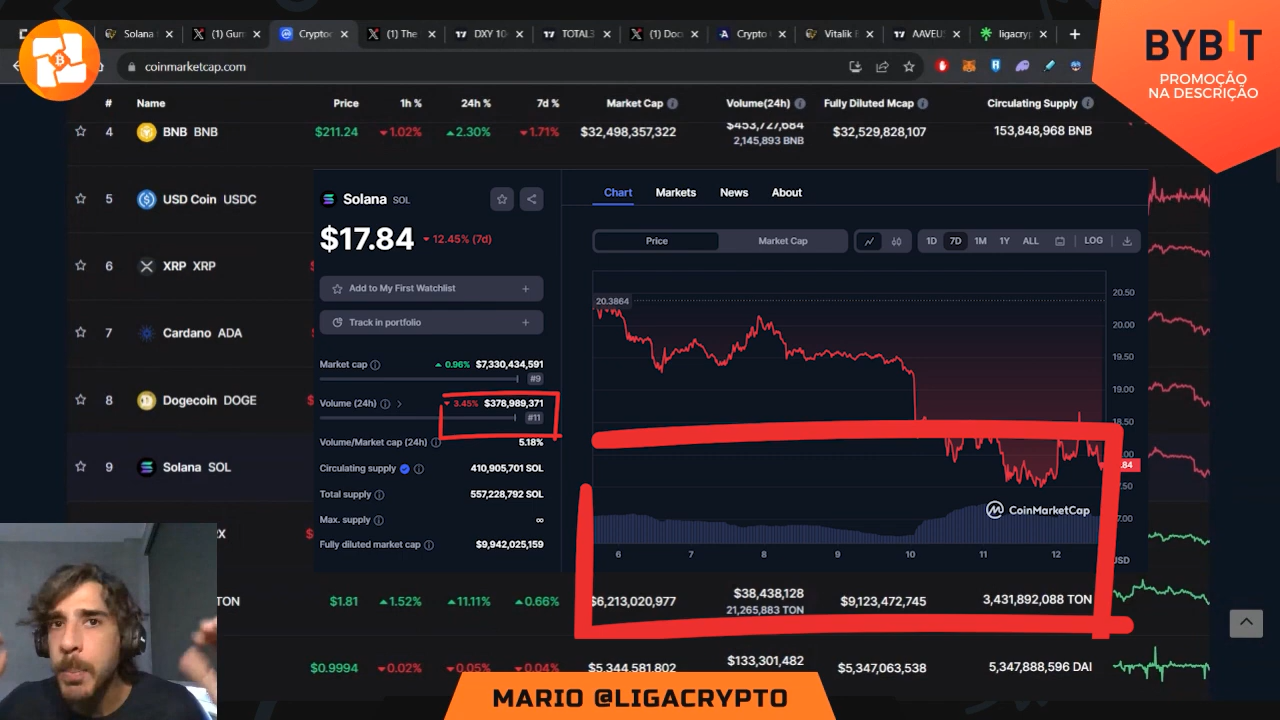 Solana
(1) Gum
Cryptoc
(1) The
DXY 10
TOTAL3
(1) Doc
Crypto
Vitalik
AAVEUS
ligacryp
coinmarketcap.com
BYBIT
PROMOÇÃO
NA DESCRIÇÃO
# Name Price 1h % 24h % 7d % Market Cap Volume(24h) Fully Diluted Mcap Circulating Supply
4 BNB BNB $211.24 1.02% 2.30% 1.71% $32,498,357,322 $453,727,684 $32,529,828,107 153,848,968 BNB
2,145,893 BNB
5 USD Coin USDC
6 XRP XRP
7 Cardano ADA
8 Dogecoin DOGE
9 Solana SOL
Solana SOL
$17.84 12.45% (7d)
Add to My First Watchlist
Track in portfolio
Market cap 0.96% $7,330,434,591
#9
Volume (24h) 3.45% $378,989,371
#11
Volume/Market cap (24h) 5.18%
Circulating supply 410,905,701 SOL
Total supply 557,228,792 SOL
Max. supply ∞
Fully diluted market cap $9,942,025,159
Chart Markets News About
Price Market Cap
1D 7D 1M 1Y ALL LOG
20.3864
20.50
20.00
19.50
19.00
18.50
.00
.84
.50
7.00
CoinMarketCap
6 7 8 9 10 11 12
USD
TON $1.81 1.52% 11.11% 0.66% $6,213,020,977 $38,438,128 $9,123,472,745 3,431,892,088 TON
21,265,883 TON
$0.9994 0.02% 0.05% 0.04% $5,344,581,802 $133,301,482 $5,347,063,538 5,347,888,596 DAI
MARIO @LIGACRYPTO